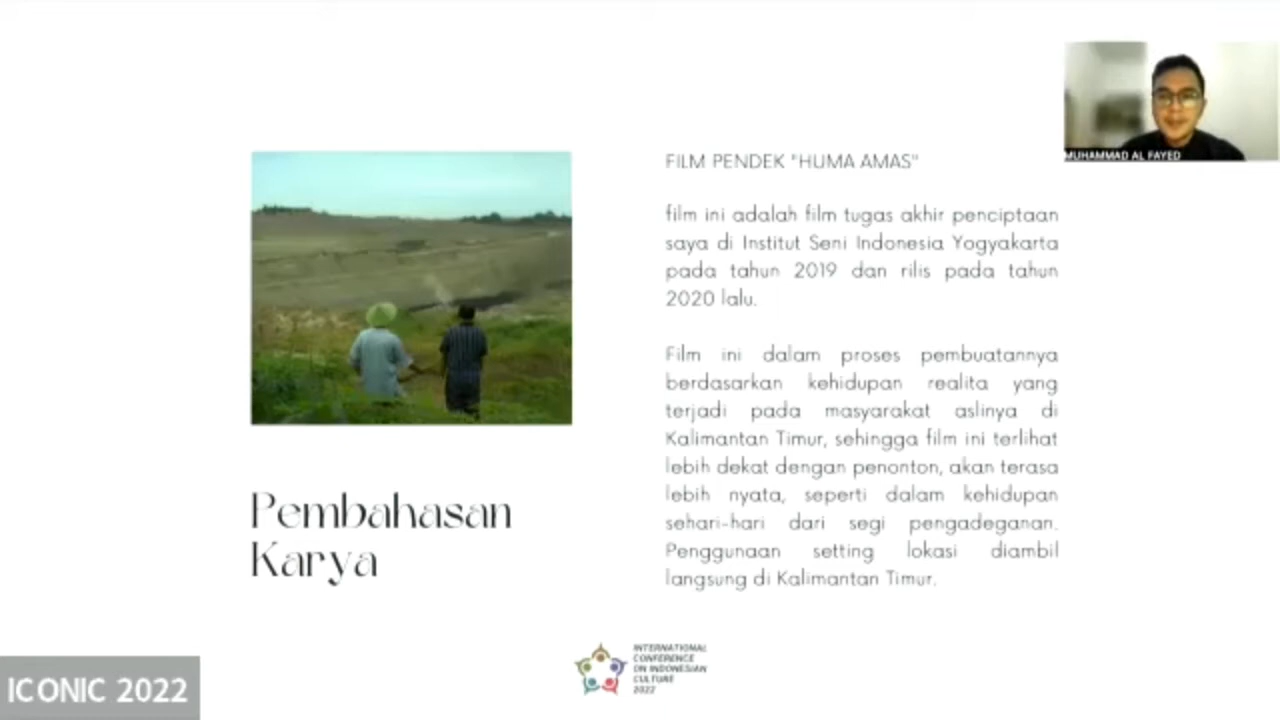 MUHAMMAD AL FAYED
FILM PENDEK "HUMA AMAS"
film ini adalah film tugas akhir penciptaan
saya di Institut Seni Indonesia Yogyakarta
pada tahun 2019 dan rilis pada tahun
2020 lalu.
Film ini dalam proses pembuatannya
berdasarkan kehidupan realita yang
terjadi pada masyarakat aslinya di
Kalimantan Timur, sehingga film ini terlihat
lebih dekat dengan penonton, akan terasa
lebih nyata, seperti dalam kehidupan
sehari-hari dari segi pengadeganan.
Penggunaan setting lokasi diambil
langsung di Kalimantan Timur.
Pembahasan
Karya
INTERNATIONAL
CONFERENCE
ON INDONESIAN
CULTURE
2022
ICONIC 2022